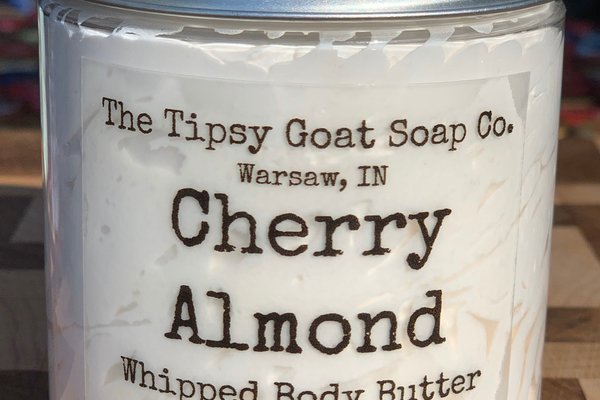 The Tipsy Goat Soap Co.
Warsaw, IN
Cherry
Almond
Whipped Body Butter